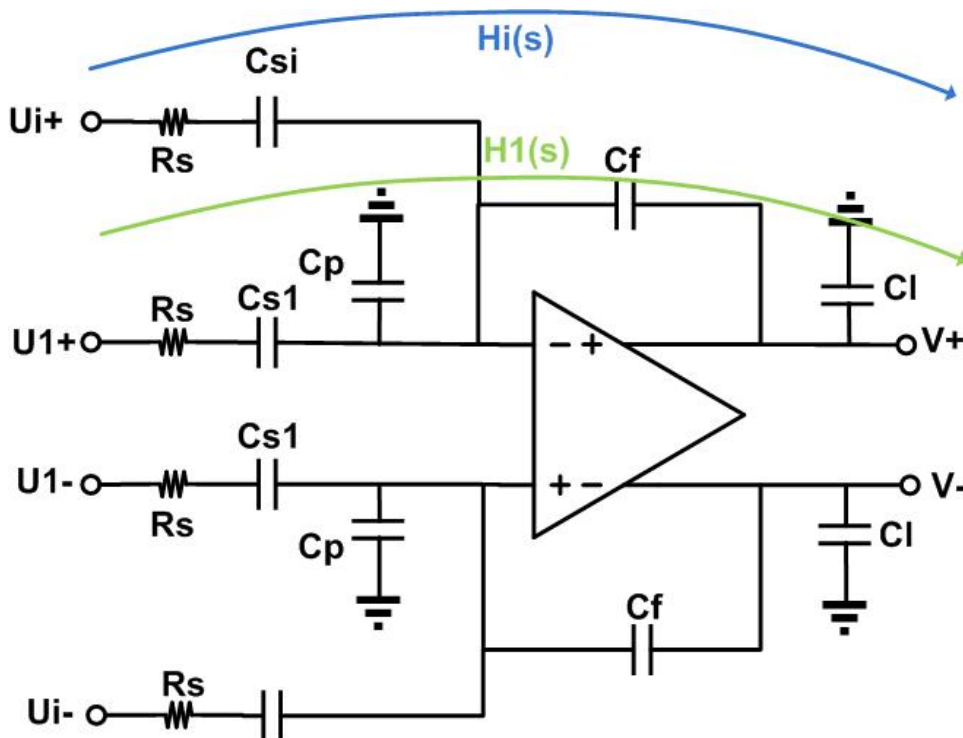 Hi(s)
Csi
Ui+
Rs
H1(s)
Cf
Cp
Cl
Rs
Cs1
U1+
− +
V+
Cs1
U1-
+ −
V-
Rs
Cp
Cl
Cf
Rs
Ui-